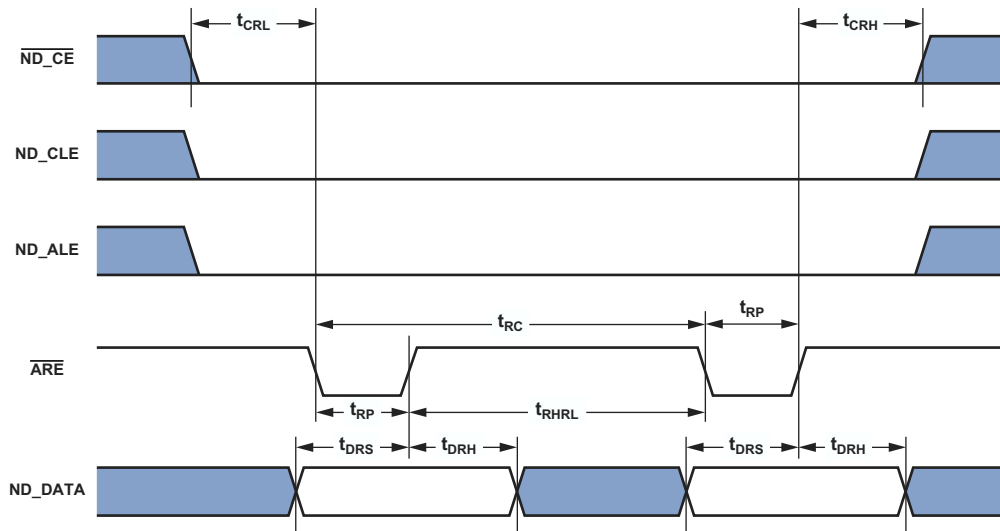 tCRL
tCRH
ND_CE
ND_CLE
ND_ALE
tRC
tRP
ARE
tRP
tRHRL
tDRS
tDRH
tDRS
tDRH
ND_DATA